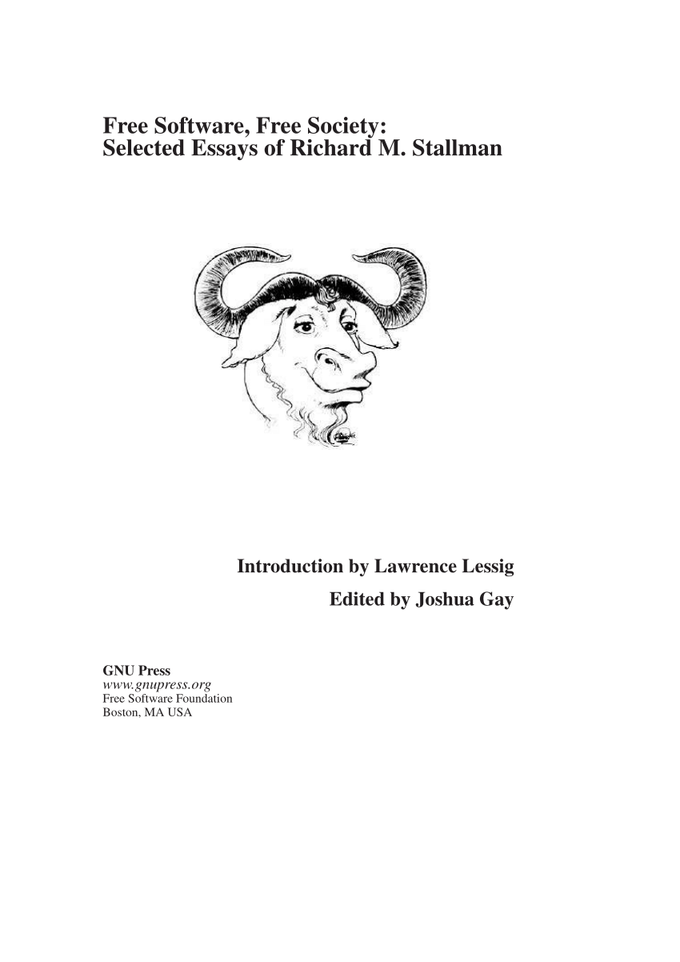 Free Software, Free Society:
Selected Essays of Richard M. Stallman
Introduction by Lawrence Lessig
Edited by Joshua Gay
GNU Press
www.gnupress.org
Free Software Foundation
Boston, MA USA